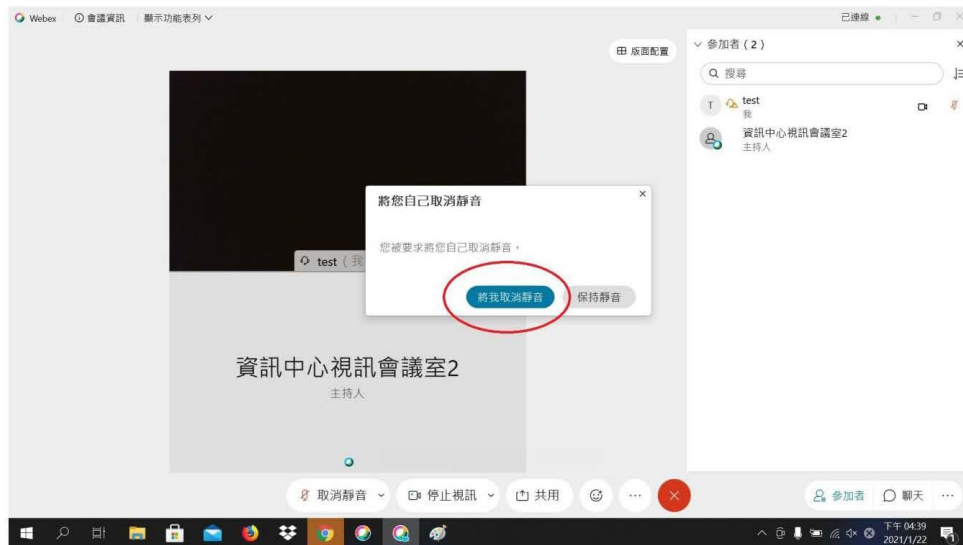 Webex 會議資訊 顯示功能表列 已連線
版面配置
參加者 ( 2 )
搜尋
T test
我
資訊中心視訊會議室2
主持人
將您自己取消靜音
您被要求將您自己取消靜音。
將我取消靜音 保持靜音
test ( 我
資訊中心視訊會議室2
主持人
取消靜音 停止視訊 共用
參加者 聊天
下午 04:39
2021/1/22